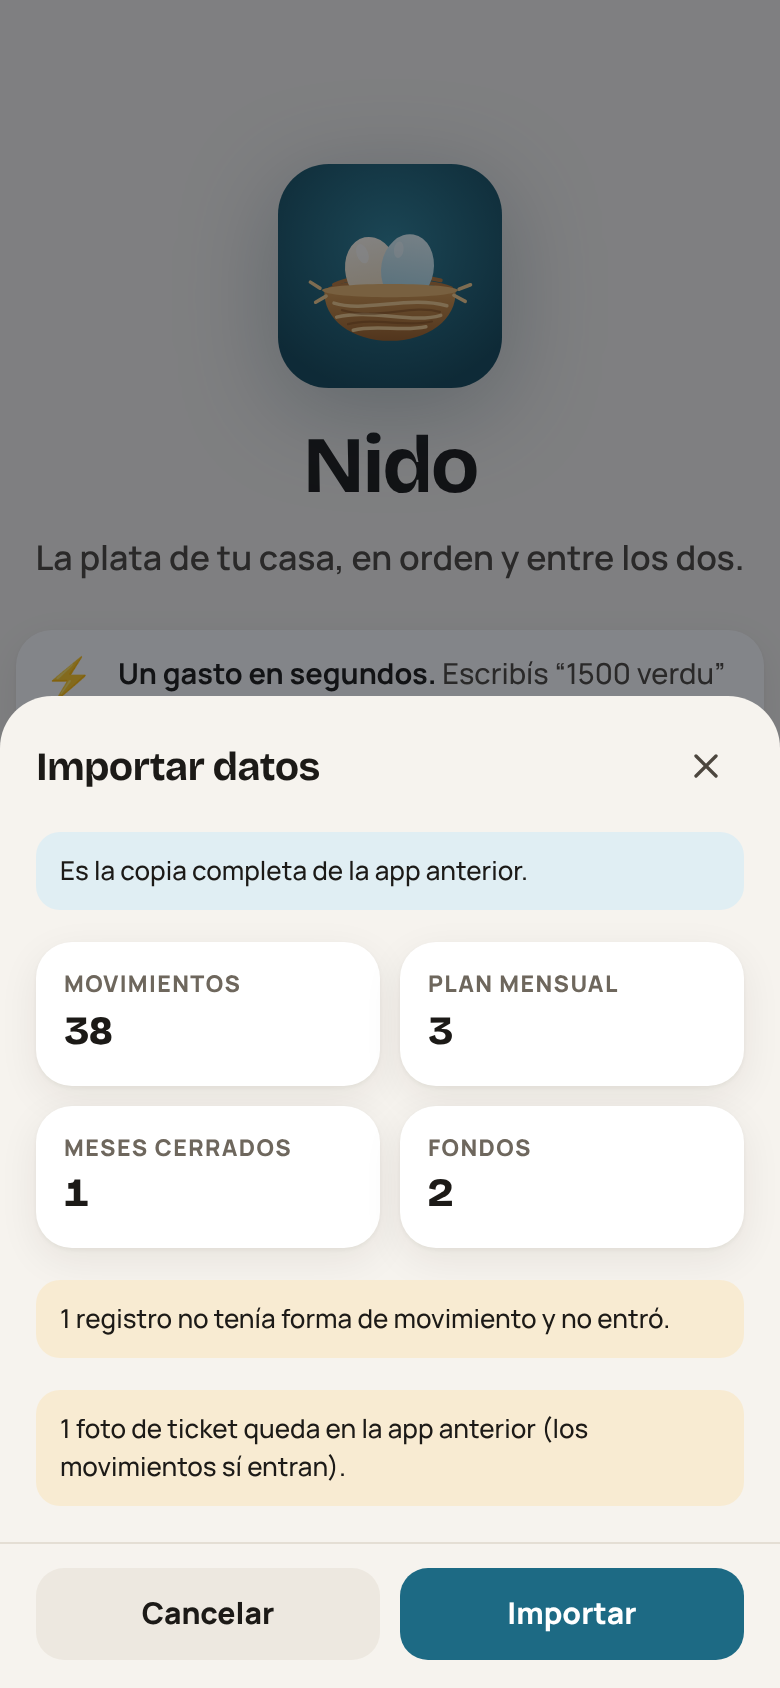 Nido
La plata de tu casa, en orden y entre los dos.
Un gasto en segundos. Escribís “1500 verdu”
Importar datos
Es la copia completa de la app anterior.
MOVIMIENTOS
38
PLAN MENSUAL
3
MESES CERRADOS
1
FONDOS
2
1 registro no tenía forma de movimiento y no entró.
1 foto de ticket queda en la app anterior (los
movimientos sí entran).
Cancelar
Importar